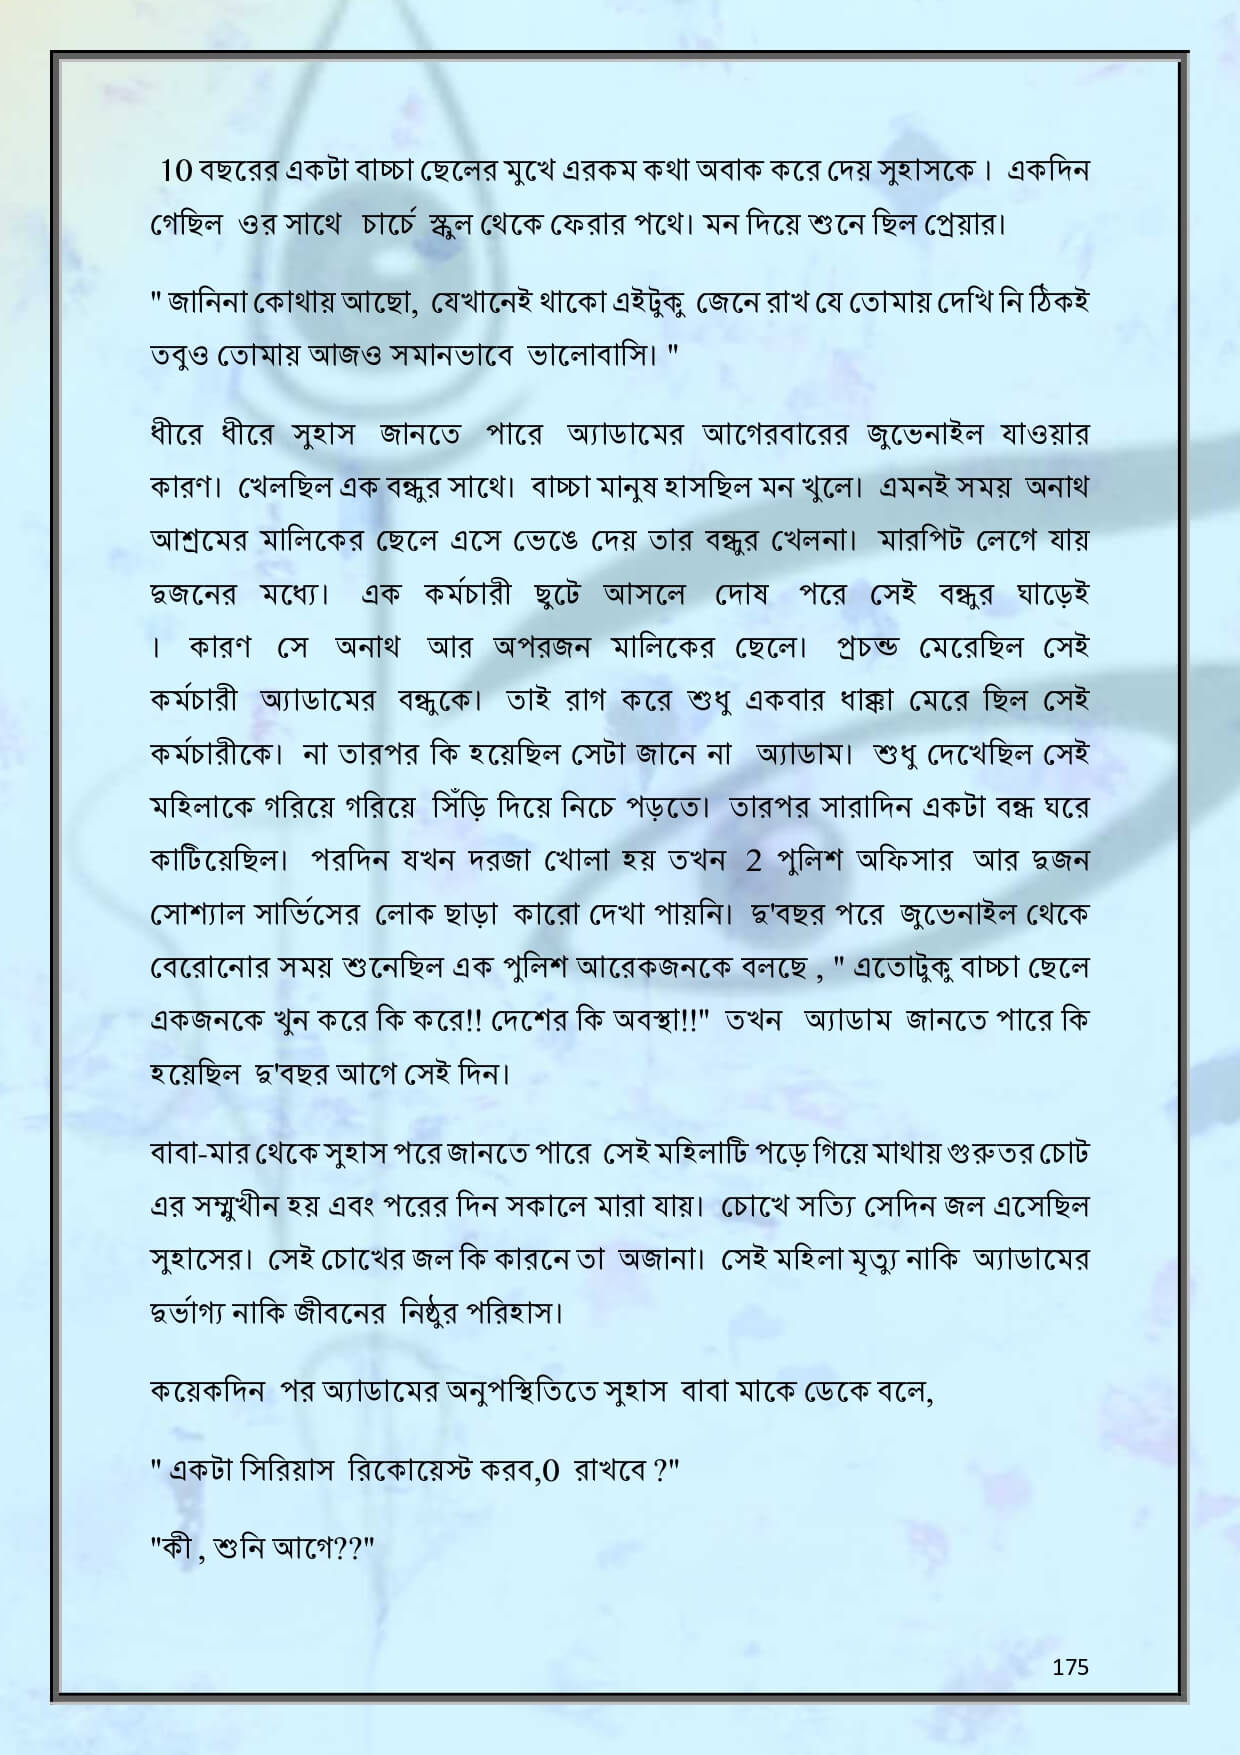 10 বছরের একটা বাচ্চা ছেলের মুখে এরকম কথা অবাক করে দেয় সুহাসকে । একদিন
গেছিল ওর সাথে চার্চে স্কুল থেকে ফেরার পথে। মন দিয়ে শুনে ছিল প্রেয়ার।
" জানিনা কোথায় আছো, যেখানেই থাকো এইটুকু জেনে রাখ যে তোমায় দেখি নি ঠিকই
তবুও তোমায় আজও সমানভাবে ভালোবাসি। "
ধীরে ধীরে সুহাস জানতে পারে অ্যাডামের আগেরবারের জুভেনাইল যাওয়ার
কারণ। খেলছিল এক বন্ধুর সাথে। বাচ্চা মানুষ হাসছিল মন খুলে। এমনই সময় অনাথ
আশ্রমের মালিকের ছেলে এসে ভেঙে দেয় তার বন্ধুর খেলনা। মারপিট লেগে যায়
দুজনের মধ্যে। এক কর্মচারী ছুটে আসলে দোষ পরে সেই বন্ধুর ঘাড়েই
। কারণ সে অনাথ আর অপরজন মালিকের ছেলে। প্রচন্ড মেরেছিল সেই
কর্মচারী অ্যাডামের বন্ধুকে। তাই রাগ করে শুধু একবার ধাক্কা মেরে ছিল সেই
কর্মচারীকে। না তারপর কি হয়েছিল সেটা জানে না অ্যাডাম। শুধু দেখেছিল সেই
মহিলাকে গরিয়ে গরিয়ে সিঁড়ি দিয়ে নিচে পড়তে। তারপর সারাদিন একটা বন্ধ ঘরে
কাটিয়েছিল। পরদিন যখন দরজা খোলা হয় তখন 2 পুলিশ অফিসার আর দুজন
সোশ্যাল সার্ভিসের লোক ছাড়া কারো দেখা পায়নি। দু'বছর পরে জুভেনাইল থেকে
বেরোনোর সময় শুনেছিল এক পুলিশ আরেকজনকে বলছে , " এতোটুকু বাচ্চা ছেলে
একজনকে খুন করে কি করে!! দেশের কি অবস্থা!!" তখন অ্যাডাম জানতে পারে কি
হয়েছিল দু'বছর আগে সেই দিন।
বাবা-মার থেকে সুহাস পরে জানতে পারে সেই মহিলাটি পড়ে গিয়ে মাথায় গুরুতর চোট
এর সম্মুখীন হয় এবং পরের দিন সকালে মারা যায়। চোখে সত্যি সেদিন জল এসেছিল
সুহাসের। সেই চোখের জল কি কারনে তা অজানা। সেই মহিলা মৃত্যু নাকি অ্যাডামের
দুর্ভাগ্য নাকি জীবনের নিষ্ঠুর পরিহাস।
কয়েকদিন পর অ্যাডামের অনুপস্থিতিতে সুহাস বাবা মাকে ডেকে বলে,
" একটা সিরিয়াস রিকোয়েস্ট করব,0 রাখবে ?"
"কী , শুনি আগে??"
175